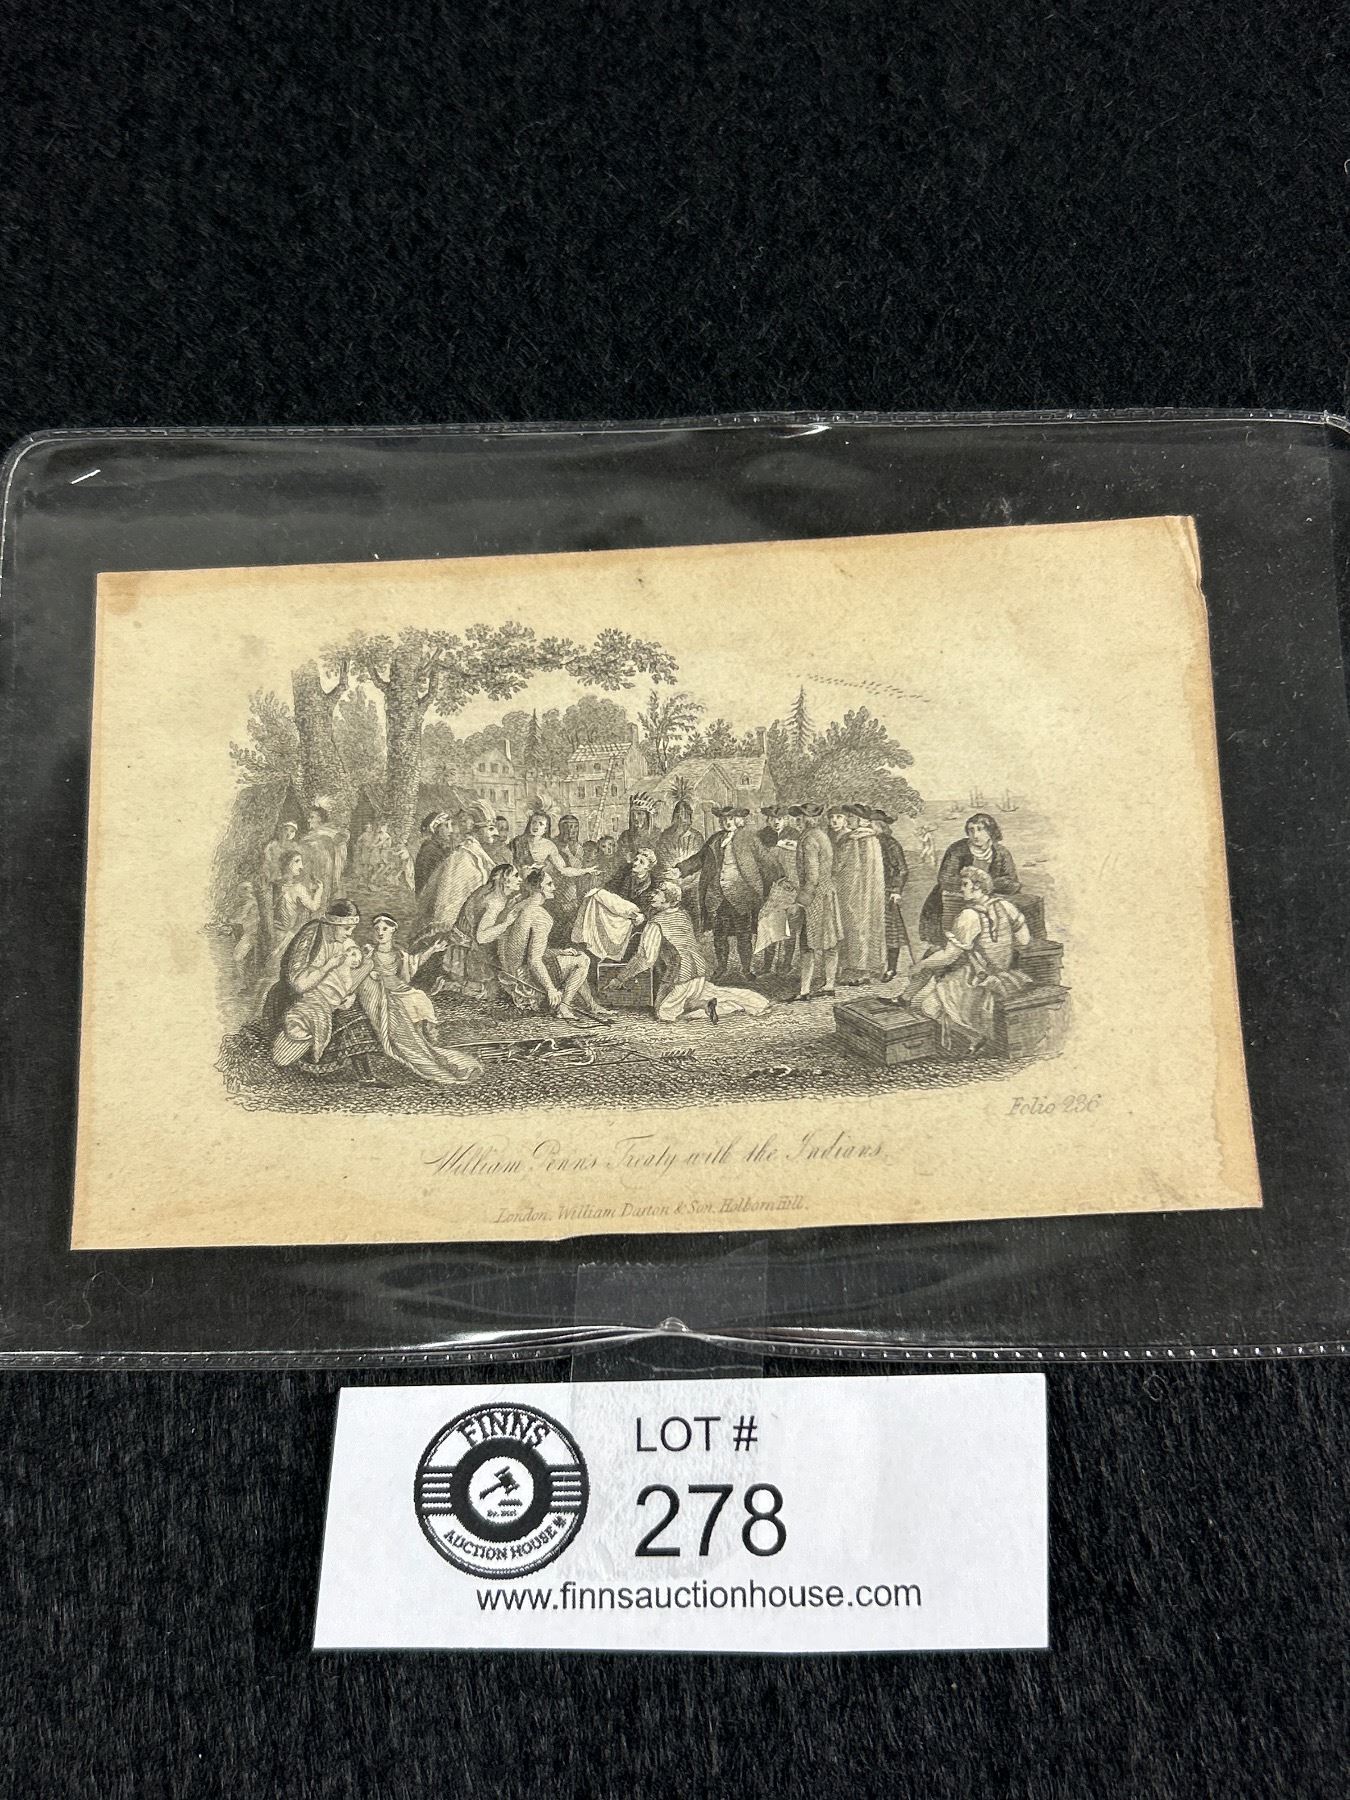 Folio 236
William Penn's Treaty with the Indians.
London, William Darton & Son, Holborn Hill.
FINNS
AUCTION HOUSE
LOT #
278
www.finnsauctionhouse.com